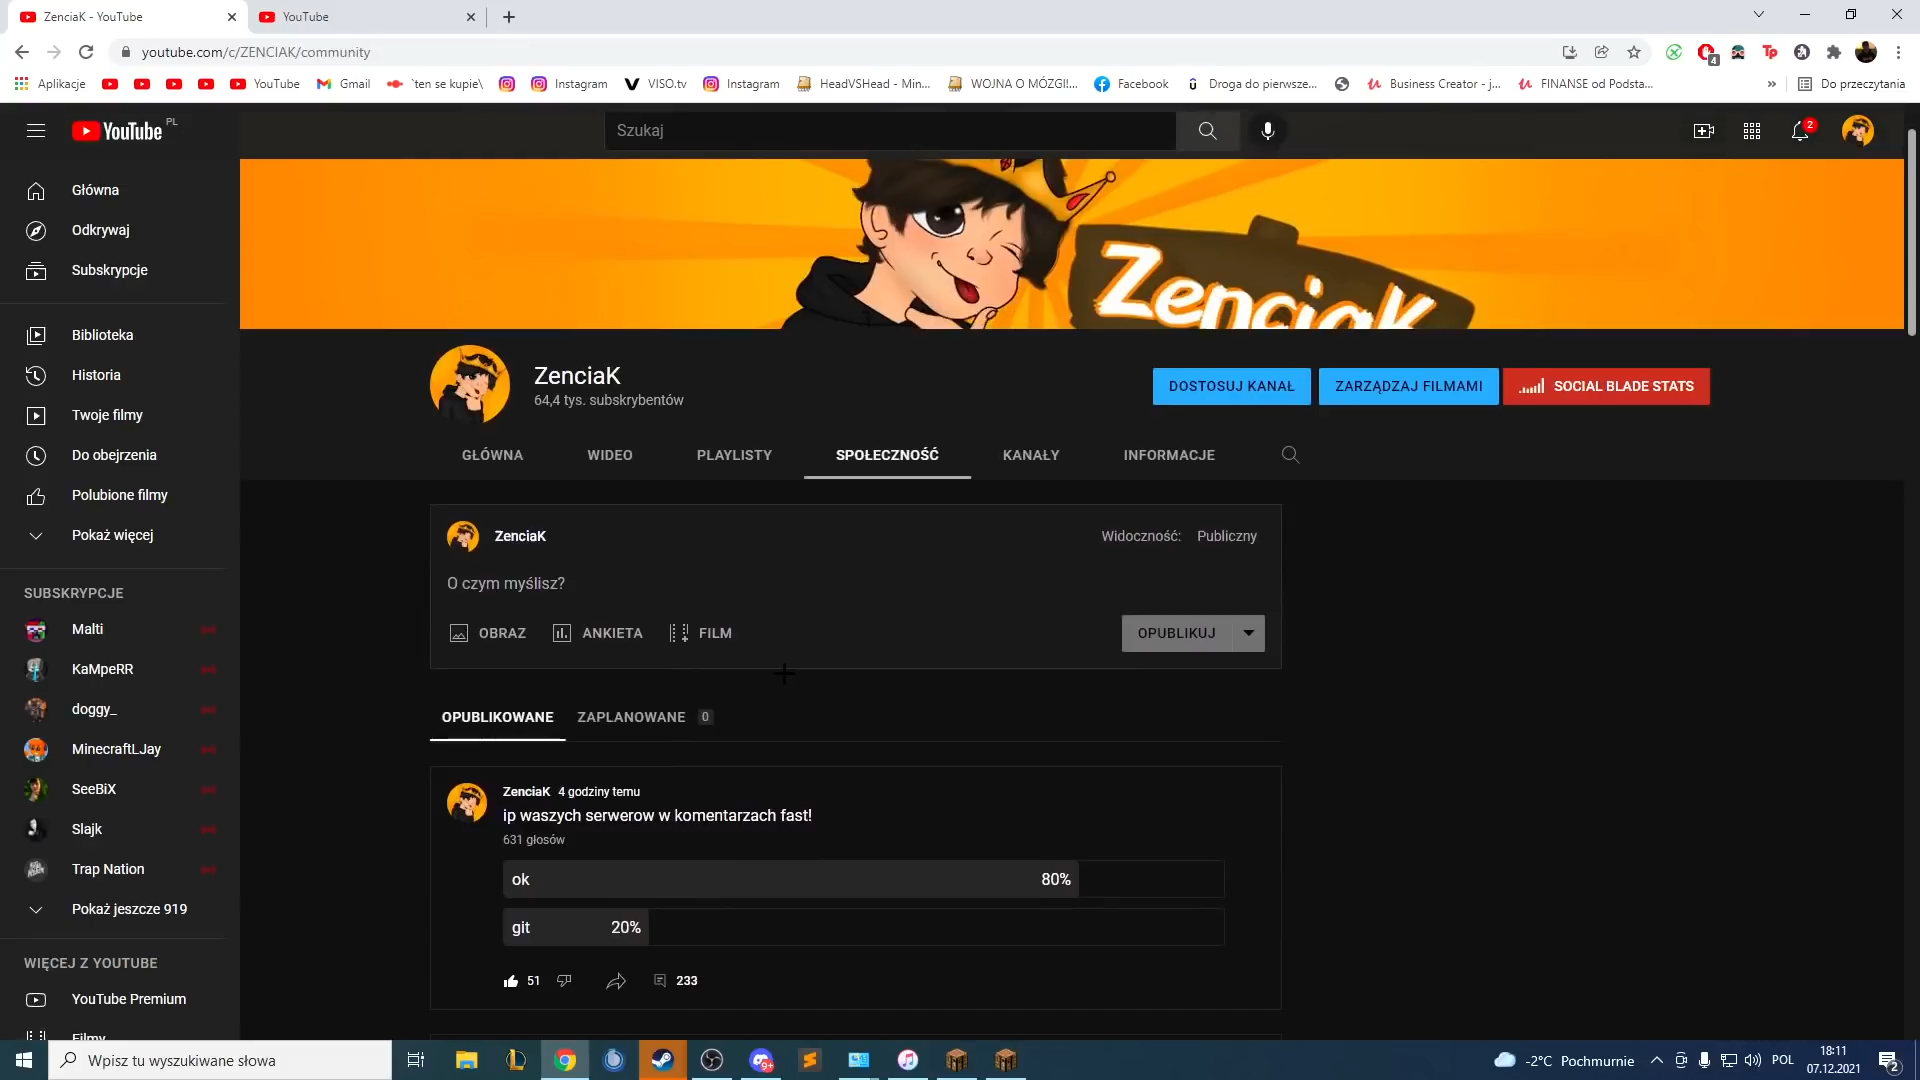 ZenciaK - YouTube
YouTube
youtube.com/c/ZENCIAK/community
4
Aplikacje
YouTube
Gmail
`ten se kupie\
Instagram
VISO.tv
Instagram
HeadVSHead - Min...
WOJNA O MÓZG!!...
Facebook
Droga do pierwsze...
Business Creator - j...
FINANSE od Podsta...
»
Do przeczytania
YouTube PL
Szukaj
2
Główna
Odkrywaj
Subskrypcje
Biblioteka
Historia
Twoje filmy
Do obejrzenia
Polubione filmy
Pokaż więcej
SUBSKRYPCJE
Malti
KaMpeRR
doggy_
MinecraftLJay
SeeBiX
Slajk
Trap Nation
Pokaż jeszcze 919
WIĘCEJ Z YOUTUBE
YouTube Premium
Filmy
ZenciaK
ZenciaK
64,4 tys. subskrybentów
DOSTOSUJ KANAŁ
ZARZĄDZAJ FILMAMI
SOCIAL BLADE STATS
GŁÓWNA
WIDEO
PLAYLISTY
SPOŁECZNOŚĆ
KANAŁY
INFORMACJE
ZenciaK
Widoczność: Publiczny
O czym myślisz?
OBRAZ
ANKIETA
FILM
OPUBLIKUJ
OPUBLIKOWANE
ZAPLANOWANE 0
ZenciaK 4 godziny temu
ip waszych serwerow w komentarzach fast!
631 głosów
ok 80%
git 20%
51
233
Wpisz tu wyszukiwane słowa
9+
-2°C Pochmurnie
POL
18:11
07.12.2021
2